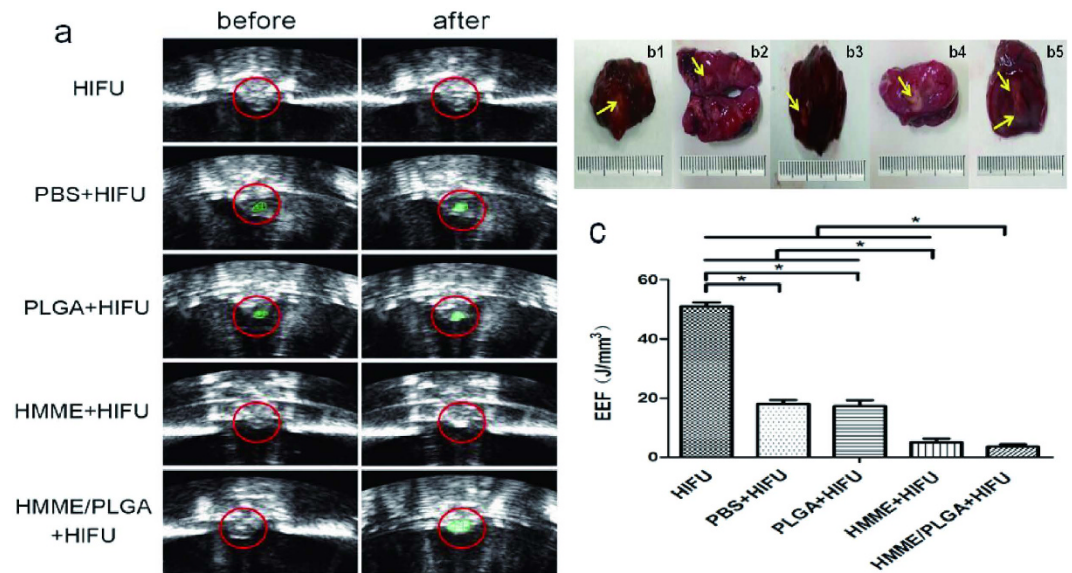 a
before
after
HIFU
PBS+HIFU
PLGA+HIFU
HMME+HIFU
HMME/PLGA
+HIFU
b1
b2
b3
b4
b5
C
*
*
*
*
EEF (J/mm³)
60
40
20
0
HIFU
PBS+HIFU
PLGA+HIFU
HMME+HIFU
HMME/PLGA+HIFU